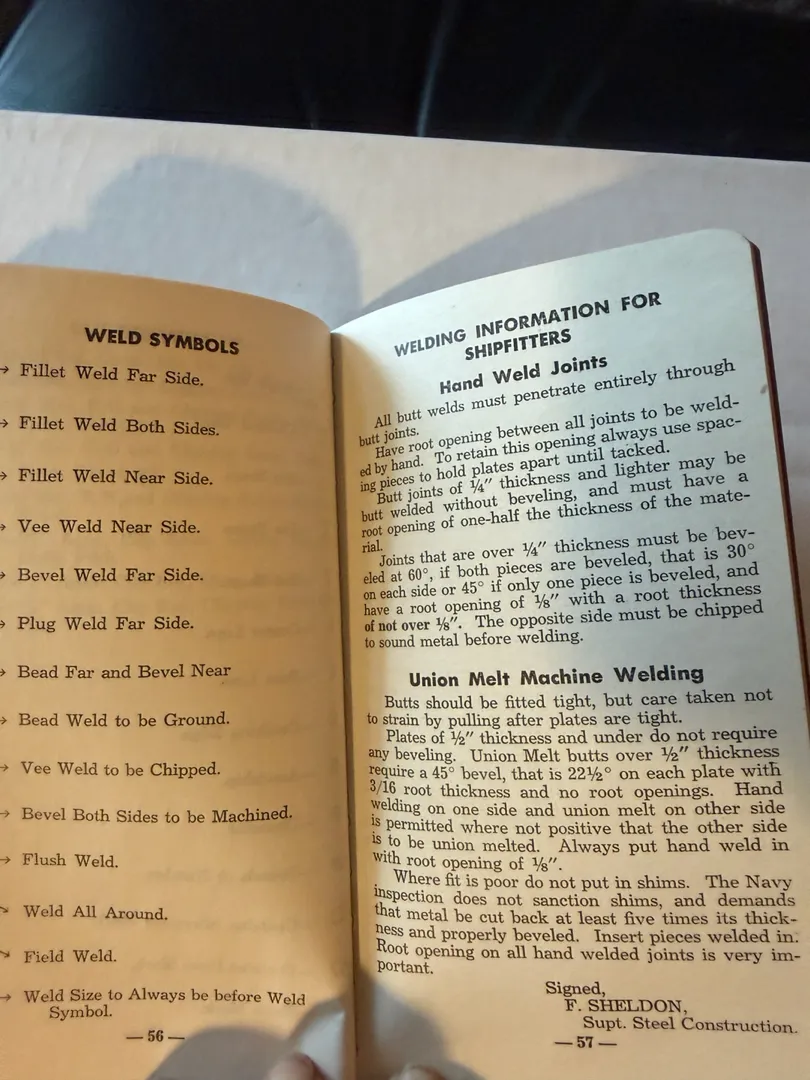 WELD SYMBOLS
Fillet Weld Far Side.
Fillet Weld Both Sides.
Fillet Weld Near Side.
Vee Weld Near Side.
Bevel Weld Far Side.
Plug Weld Far Side.
Bead Far and Bevel Near
Bead Weld to be Ground.
Vee Weld to be Chipped.
Bevel Both Sides to be Machined.
Flush Weld.
Weld All Around.
Field Weld.
Weld Size to Always be before Weld
Symbol.
— 56 —
WELDING INFORMATION FOR
SHIPFITTERS
Hand Weld Joints
All butt welds must penetrate entirely through
butt joints.
Have root opening between all joints to be weld-
ed by hand. To retain this opening always use spac-
ing pieces to hold plates apart until tacked.
Butt joints of ¼″ thickness and lighter may be
butt welded without beveling, and must have a
root opening of one-half the thickness of the mate-
rial.
Joints that are over ¼″ thickness must be bev-
eled at 60°, if both pieces are beveled, that is 30°
on each side or 45° if only one piece is beveled, and
have a root opening of ⅛″ with a root thickness
of not over ⅛″. The opposite side must be chipped
to sound metal before welding.
Union Melt Machine Welding
Butts should be fitted tight, but care taken not
to strain by pulling after plates are tight.
Plates of ½″ thickness and under do not require
any beveling. Union Melt butts over ½″ thickness
require a 45° bevel, that is 22½° on each plate with
3/16 root thickness and no root openings. Hand
welding on one side and union melt on other side
is permitted where not positive that the other side
is to be union melted. Always put hand weld in
with root opening of ⅛″.
Where fit is poor do not put in shims. The Navy
inspection does not sanction shims, and demands
that metal be cut back at least five times its thick-
ness and properly beveled. Insert pieces welded in.
Root opening on all hand welded joints is very im-
portant.
Signed,
F. SHELDON,
Supt. Steel Construction.
— 57 —